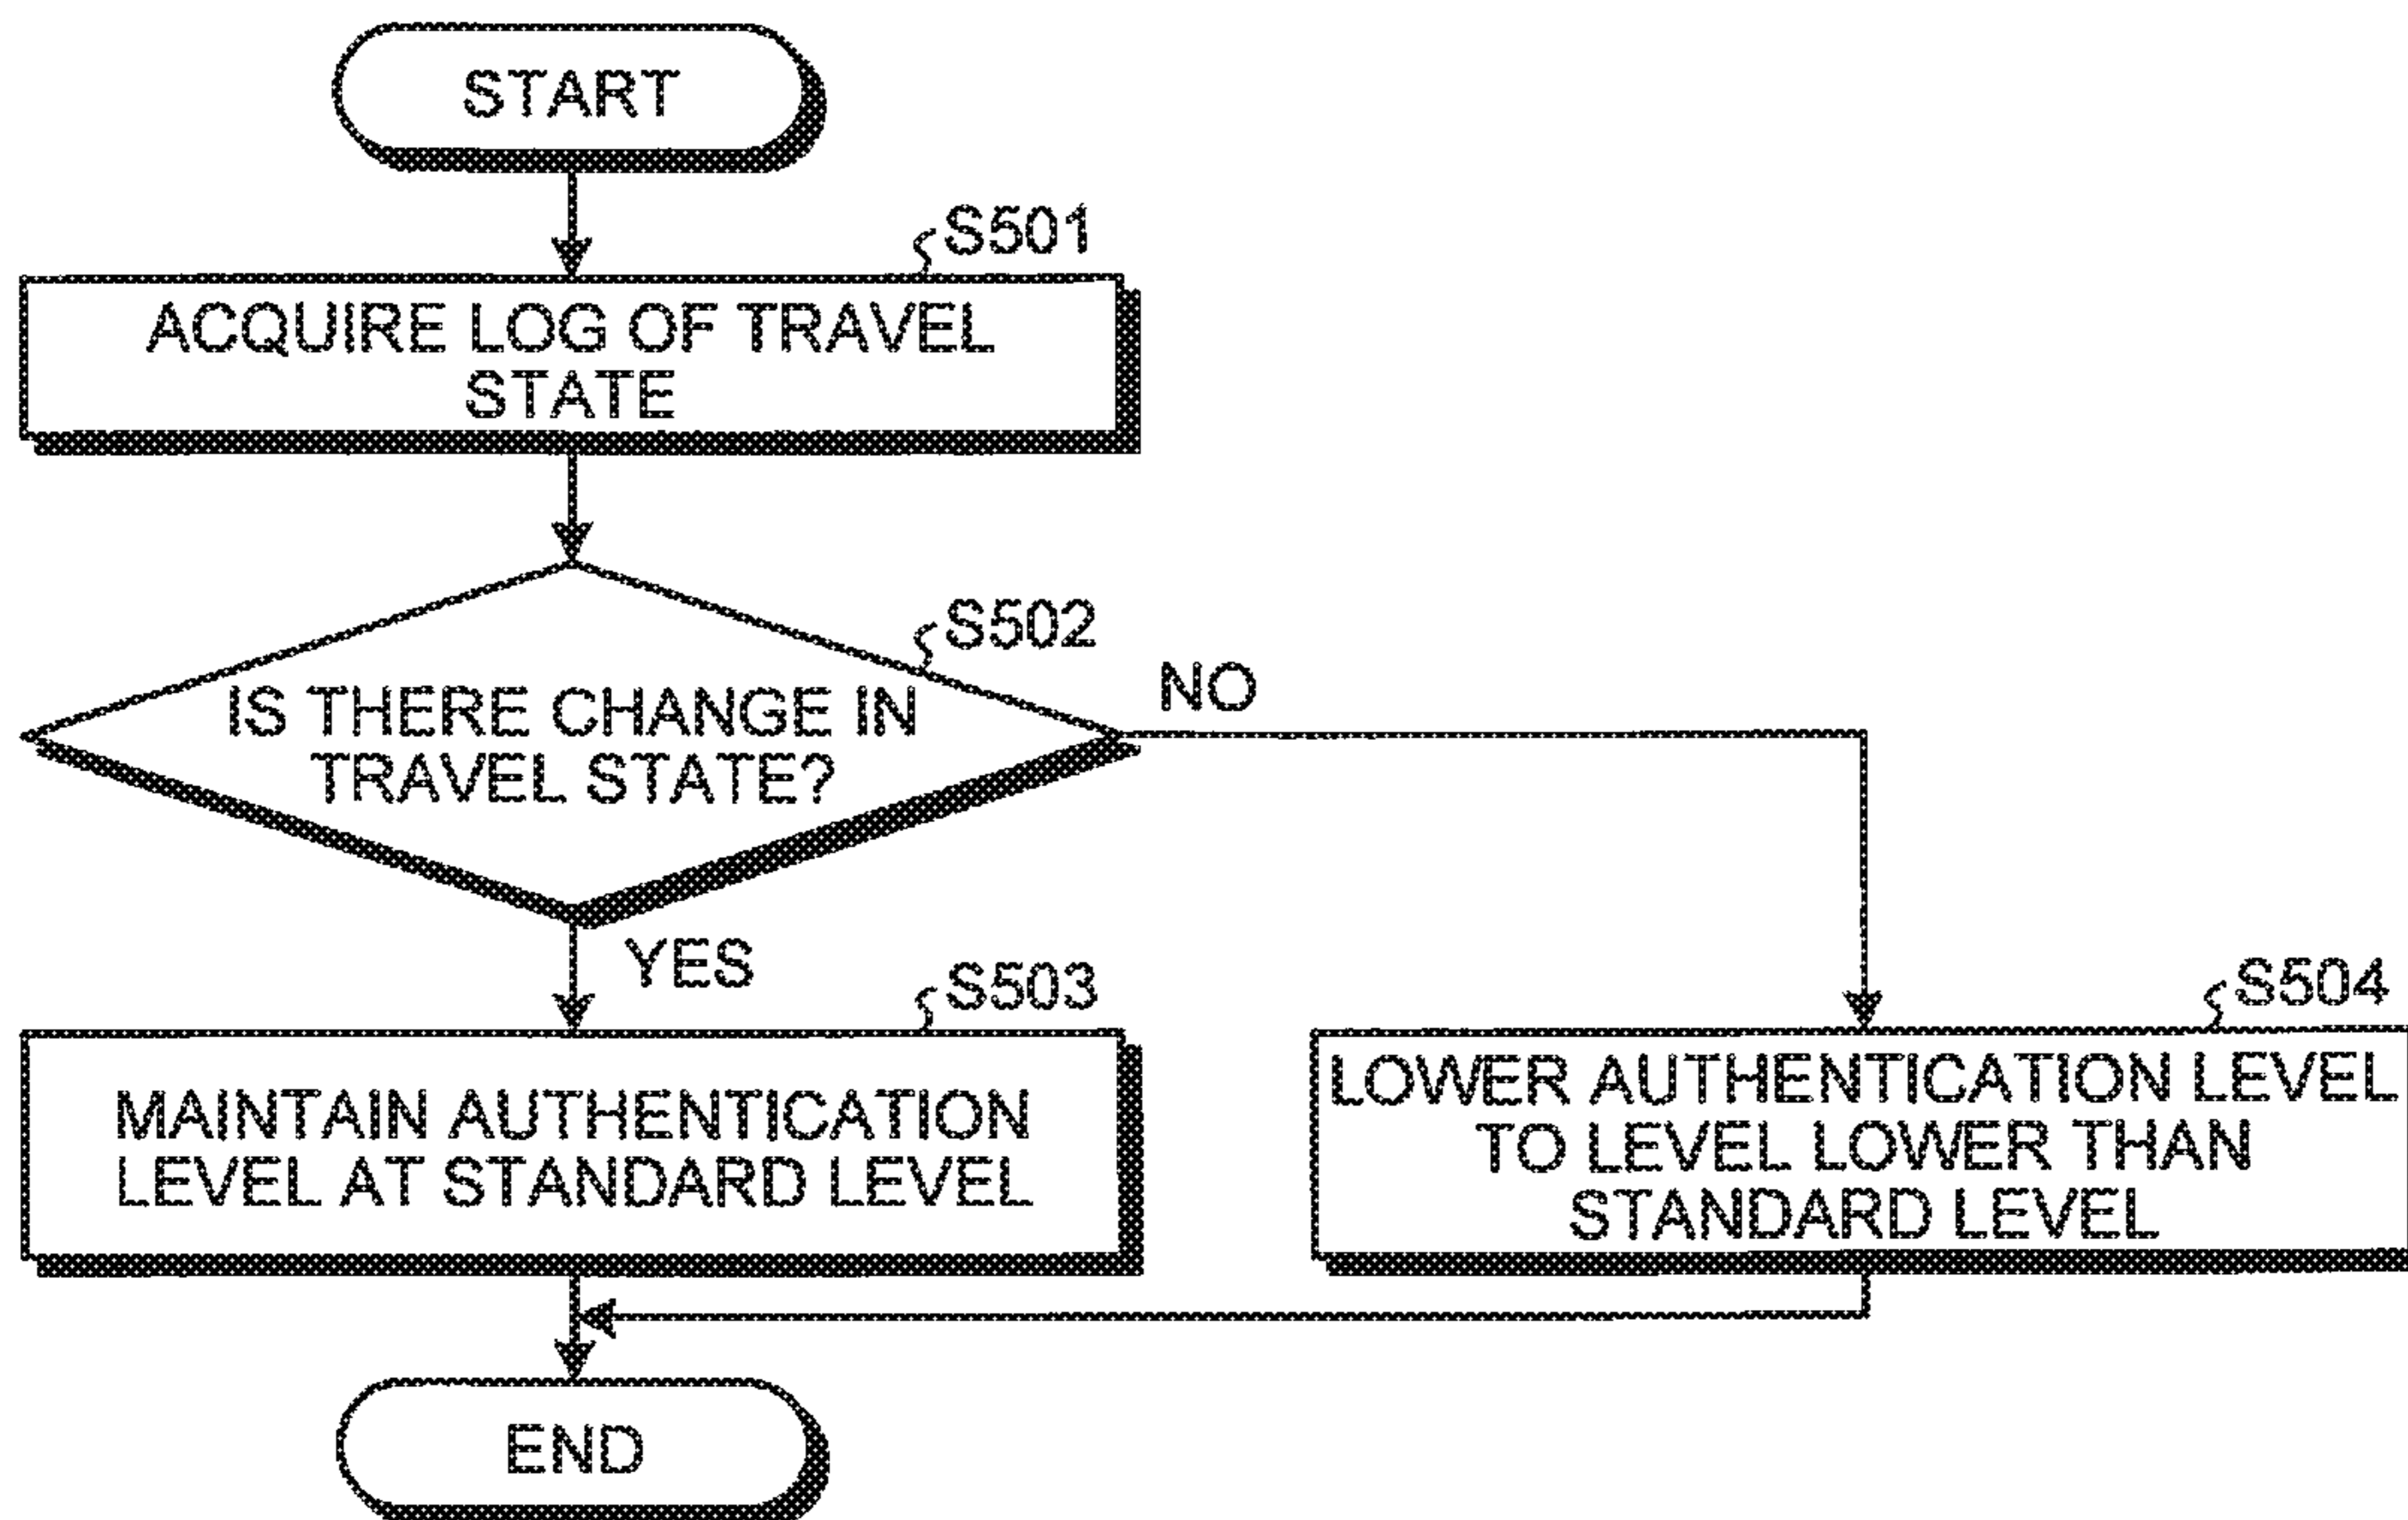 START
S501
ACQUIRE LOG OF TRAVEL
STATE
S502
IS THERE CHANGE IN
TRAVEL STATE?
NO
YES
S503
MAINTAIN AUTHENTICATION
LEVEL AT STANDARD LEVEL
S504
LOWER AUTHENTICATION LEVEL
TO LEVEL LOWER THAN
STANDARD LEVEL
END